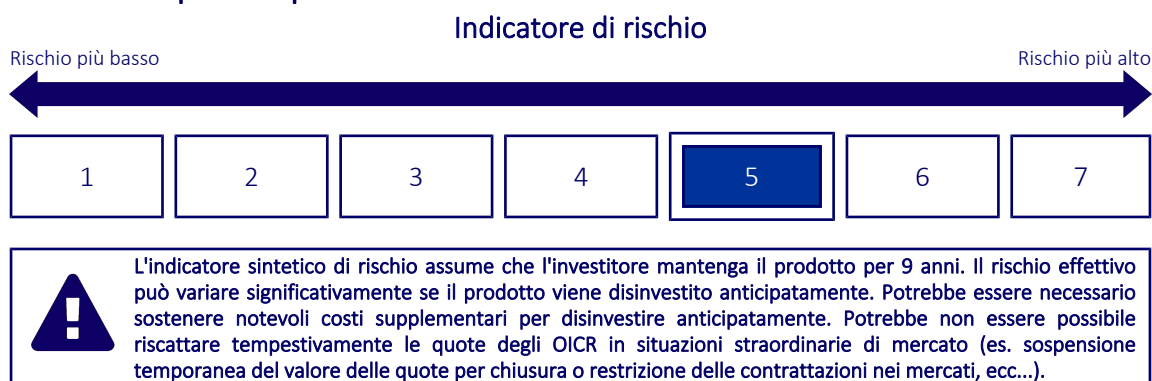 Indicatore di rischio
Rischio più basso
Rischio più alto
1
2
3
4
5
6
7
L'indicatore sintetico di rischio assume che l'investitore mantenga il prodotto per 9 anni. Il rischio effettivo
può variare significativamente se il prodotto viene disinvestito anticipatamente. Potrebbe essere necessario
sostenere notevoli costi supplementari per disinvestire anticipatamente. Potrebbe non essere possibile
riscattare tempestivamente le quote degli OICR in situazioni straordinarie di mercato (es. sospensione
temporanea del valore delle quote per chiusura o restrizione delle contrattazioni nei mercati, ecc...).